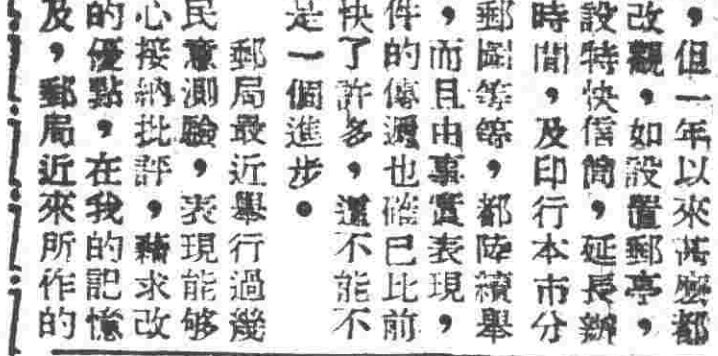 ，但一年以來甚麼都
改觀，如設置郵亭，
設特快信筒，延長辦
時間，及印行本市分
郵圖等等，都陸續舉
，而且由事實表現，
件的傳遞也確已比前
快了許多，還不能不
是一個進步。
郵局最近舉行過幾
民意測驗，表現能够
心接納批評，藉求改
的優點，在我的記憶
及，郵局近來所作的